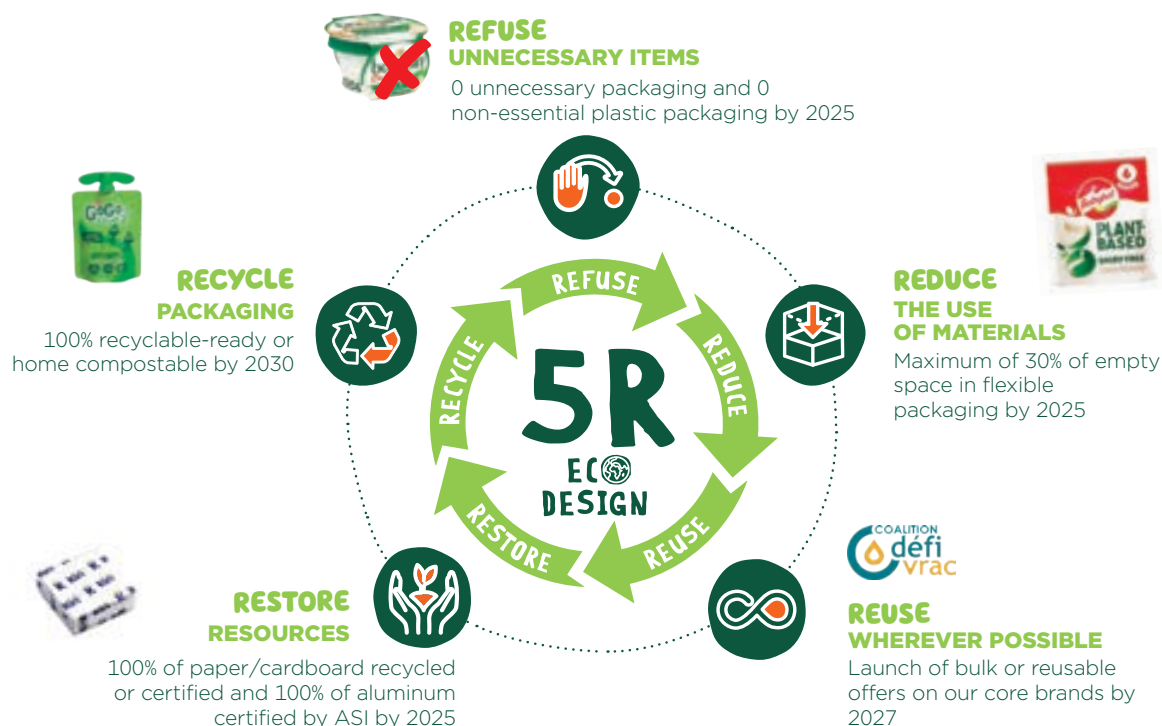 REFUSE
UNNECESSARY ITEMS
0 unnecessary packaging and 0
non-essential plastic packaging by 2025
GoGo
RECYCLE
PACKAGING
100% recyclable-ready or
home compostable by 2030
PLANT-
BASED
REDUCE
THE USE
OF MATERIALS
Maximum of 30% of empty
space in flexible
packaging by 2025
REFUSE
REDUCE
REUSE
RESTORE
RECYCLE
5R
ECO
DESIGN
COALITION
défi
vrac
REUSE
WHEREVER POSSIBLE
Launch of bulk or reusable
offers on our core brands by
2027
RESTORE
RESOURCES
100% of paper/cardboard recycled
or certified and 100% of aluminum
certified by ASI by 2025